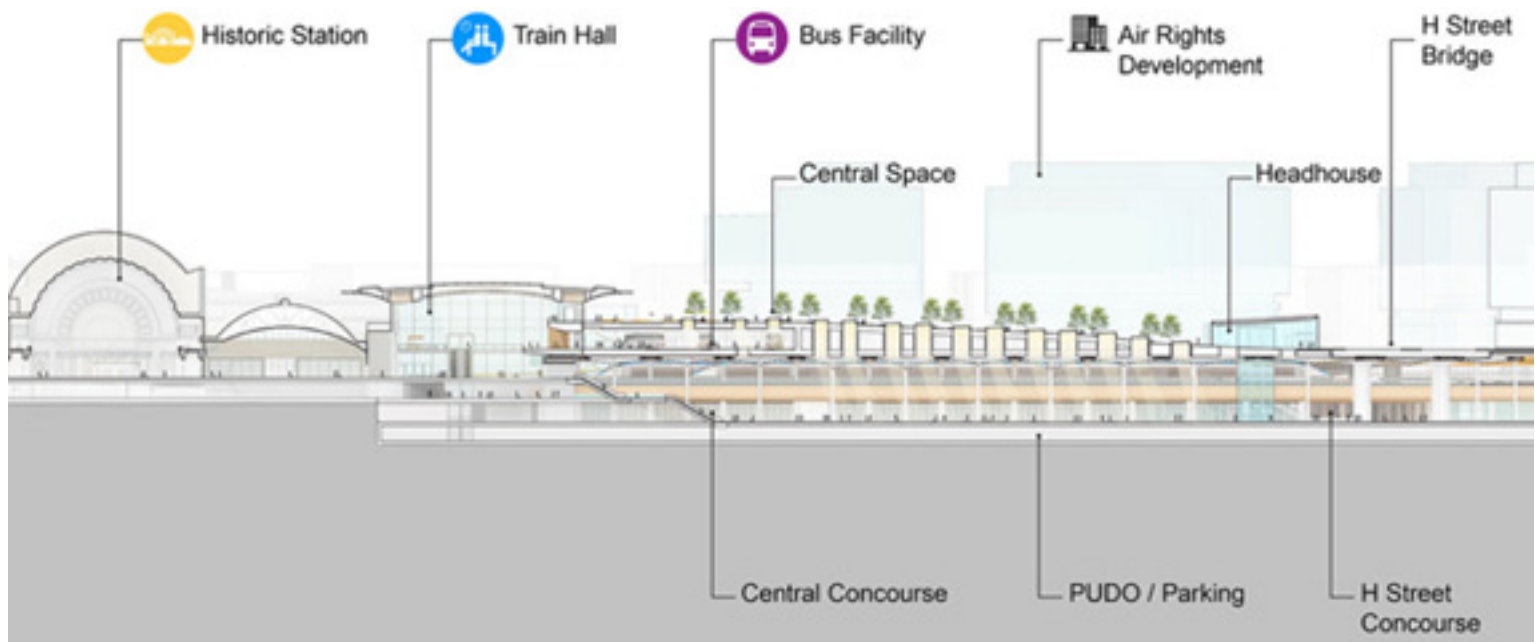 Historic Station
Train Hall
Bus Facility
Air Rights
Development
H Street
Bridge
Central Space
Headhouse
Central Concourse
PUDO / Parking
H Street
Concourse